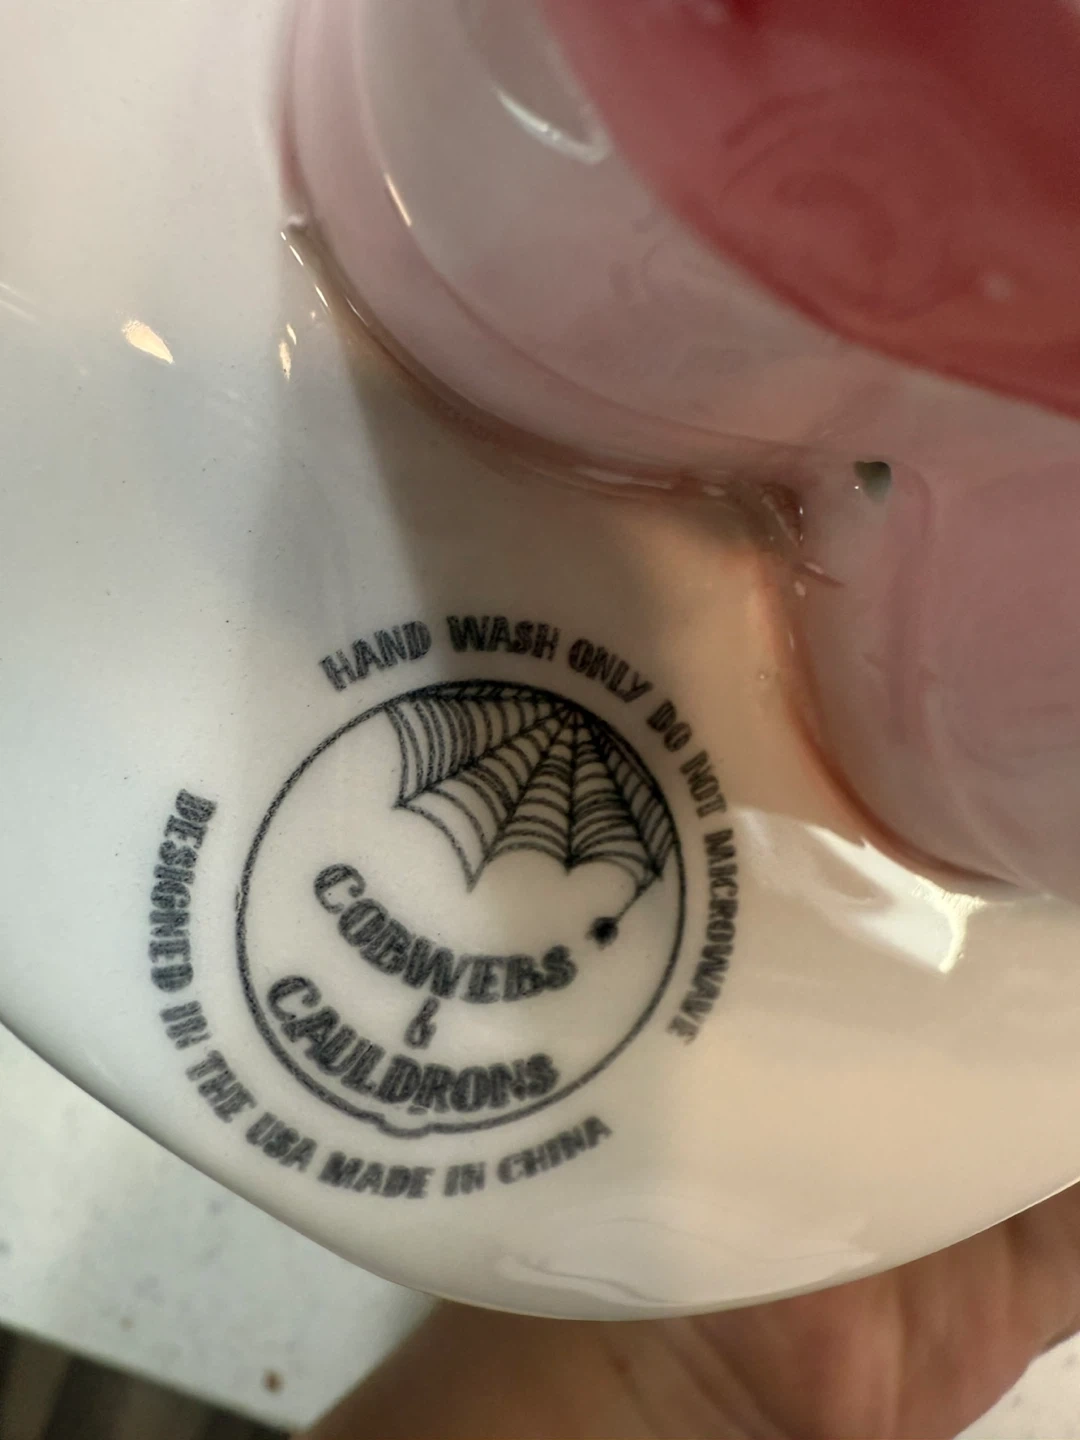 HAND WASH ONLY DO NOT MICROWAVE
COBWEBS
&
CAULDRONS
DESIGNED IN THE USA MADE IN CHINA